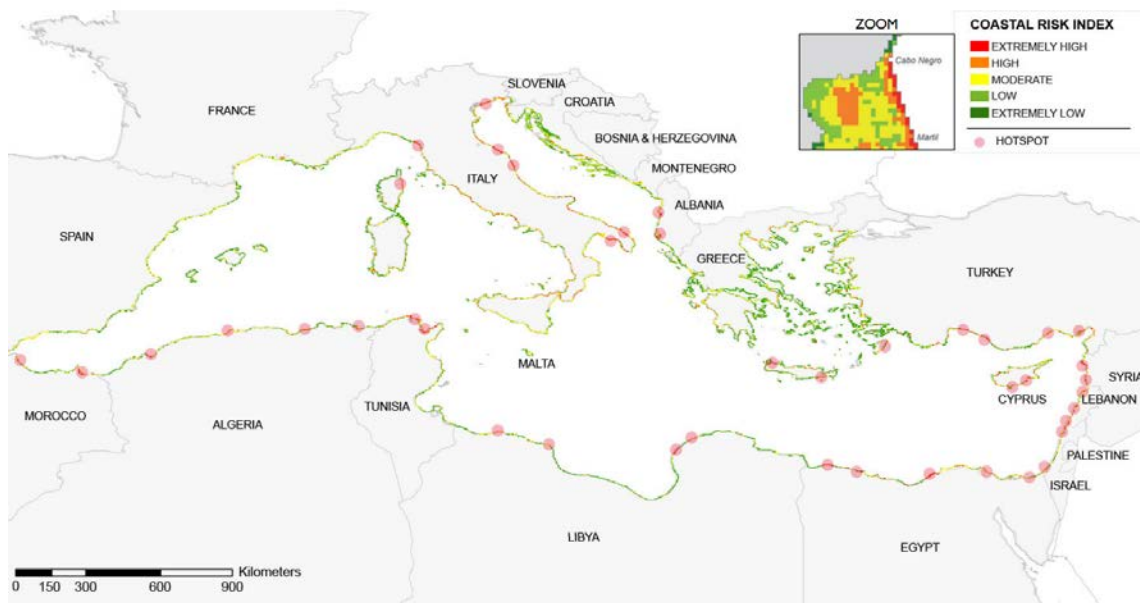 ZOOM
Cabo Negro
Martil
COASTAL RISK INDEX
EXTREMELY HIGH
HIGH
MODERATE
LOW
EXTREMELY LOW
HOTSPOT
SLOVENIA
CROATIA
FRANCE
BOSNIA & HERZEGOVINA
MONTENEGRO
ITALY
ALBANIA
SPAIN
GREECE
TURKEY
MALTA
SYRIA
CYPRUS
LEBANON
MOROCCO
TUNISIA
ALGERIA
PALESTINE
ISRAEL
LIBYA
EGYPT
Kilometers
0 150 300 600 900